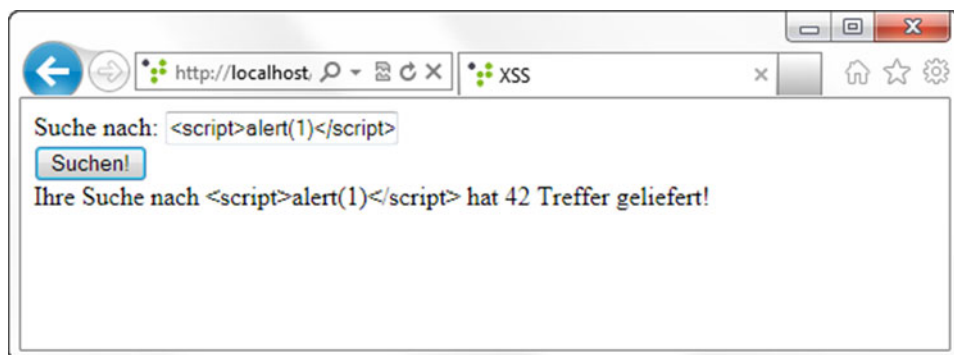 http://localhost
XSS
Suche nach: <script>alert(1)</script>
Suchen!
Ihre Suche nach <script>alert(1)</script> hat 42 Treffer geliefert!